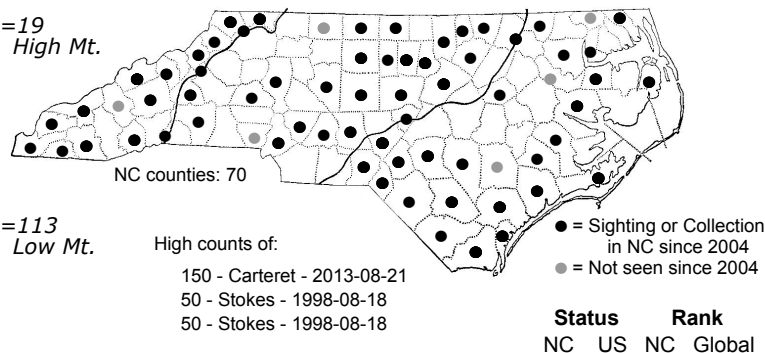 =19
High Mt.
NC counties: 70
=113
Low Mt.
High counts of:
150 - Carteret - 2013-08-21
50 - Stokes - 1998-08-18
50 - Stokes - 1998-08-18
● = Sighting or Collection
in NC since 2004
● = Not seen since 2004
Status Rank
NC US NC Global